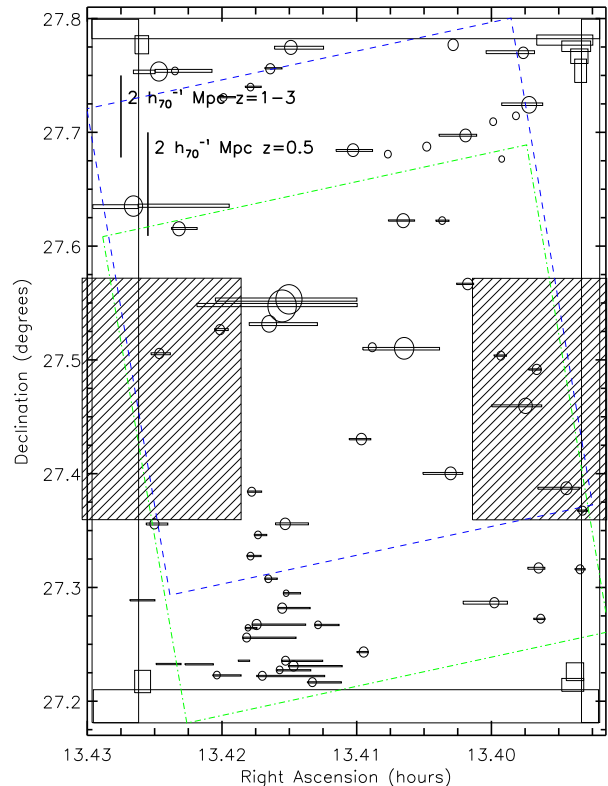 27.8
2 h₇₀⁻¹ Mpc z=1−3
27.7
2 h₇₀⁻¹ Mpc z=0.5
27.6
27.5
27.4
27.3
27.2
Declination (degrees)
13.43 13.42 13.41 13.40
Right Ascension (hours)